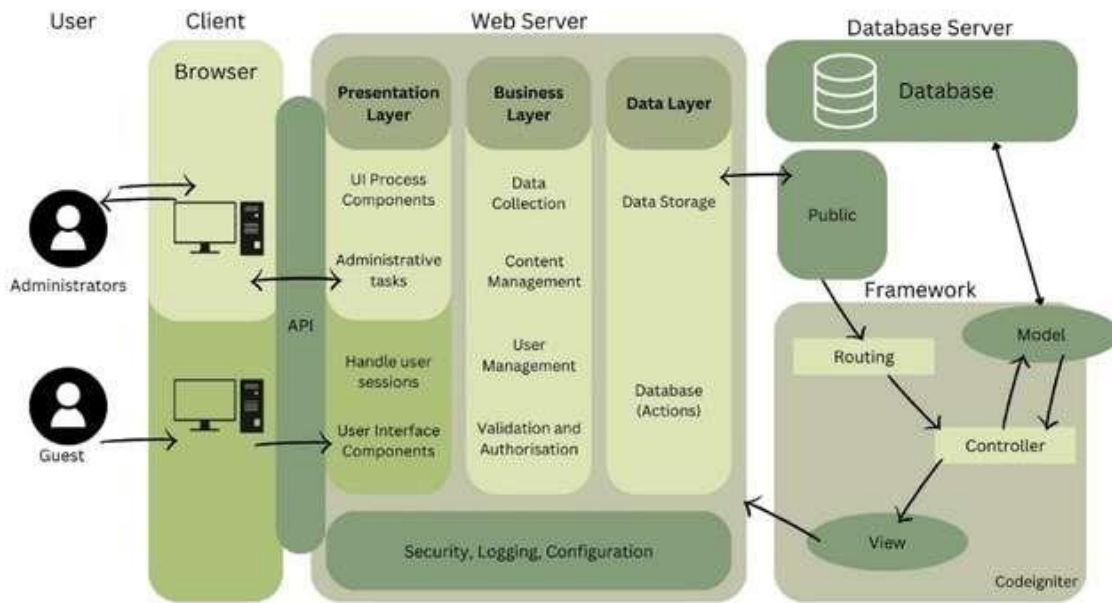 User
Client
Web Server
Database Server
Browser
Presentation
Layer
Business
Layer
Data Layer
Database
UI Process
Components
Data
Collection
Data Storage
Public
Administrators
Administrative
tasks
Content
Management
Framework
API
Model
Routing
Handle user
sessions
User
Management
Database
(Actions)
Guest
User Interface
Components
Validation and
Authorisation
Controller
Security, Logging, Configuration
View
Codeigniter